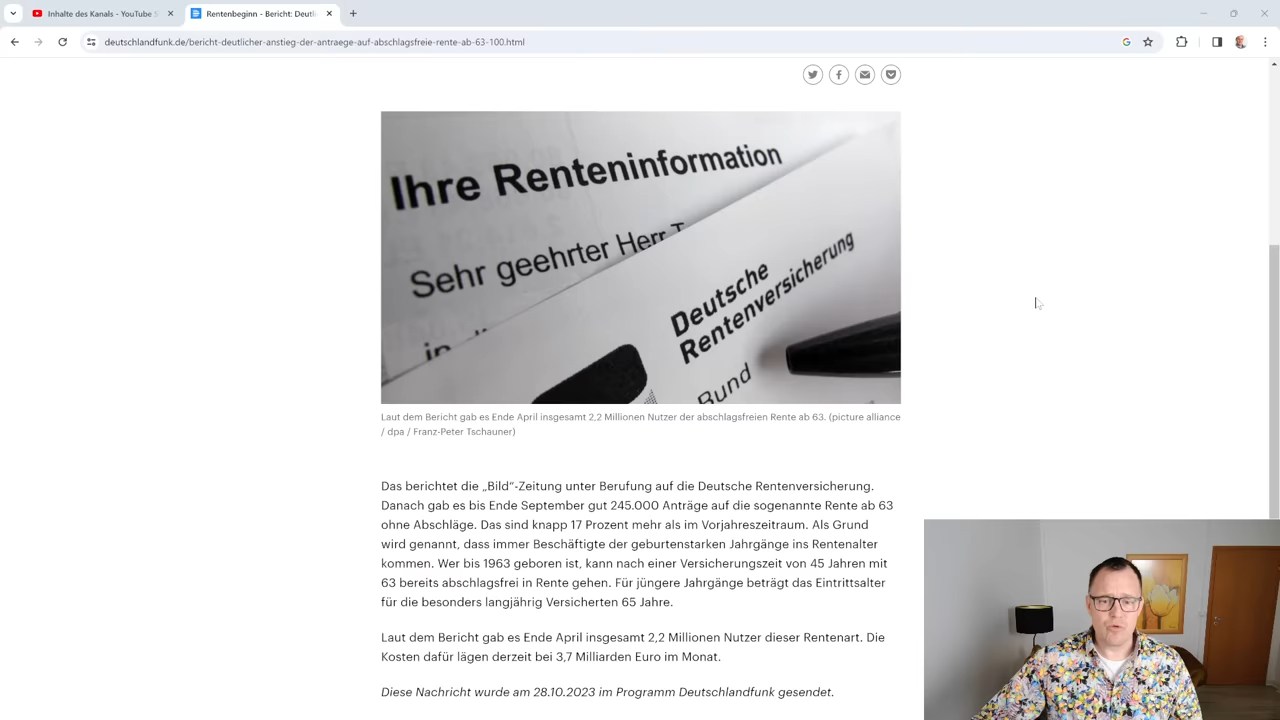 Inhalte des Kanals - YouTube S
Rentenbeginn - Bericht: Deutli
deutschlandfunk.de/bericht-deutlicher-anstieg-der-antraege-auf-abschlagsfreie-rente-ab-63-100.html
Ihre Renteninformation
Sehr geehrter Herr T
in
Deutsche
Rentenversicherung
Bund
Laut dem Bericht gab es Ende April insgesamt 2,2 Millionen Nutzer der abschlagsfreien Rente ab 63. (picture alliance
/ dpa / Franz-Peter Tschauner)
Das berichtet die „Bild“-Zeitung unter Berufung auf die Deutsche Rentenversicherung.
Danach gab es bis Ende September gut 245.000 Anträge auf die sogenannte Rente ab 63
ohne Abschläge. Das sind knapp 17 Prozent mehr als im Vorjahreszeitraum. Als Grund
wird genannt, dass immer Beschäftigte der geburtenstarken Jahrgänge ins Rentenalter
kommen. Wer bis 1963 geboren ist, kann nach einer Versicherungszeit von 45 Jahren mit
63 bereits abschlagsfrei in Rente gehen. Für jüngere Jahrgänge beträgt das Eintrittsalter
für die besonders langjährig Versicherten 65 Jahre.
Laut dem Bericht gab es Ende April insgesamt 2,2 Millionen Nutzer dieser Rentenart. Die
Kosten dafür lägen derzeit bei 3,7 Milliarden Euro im Monat.
Diese Nachricht wurde am 28.10.2023 im Programm Deutschlandfunk gesendet.